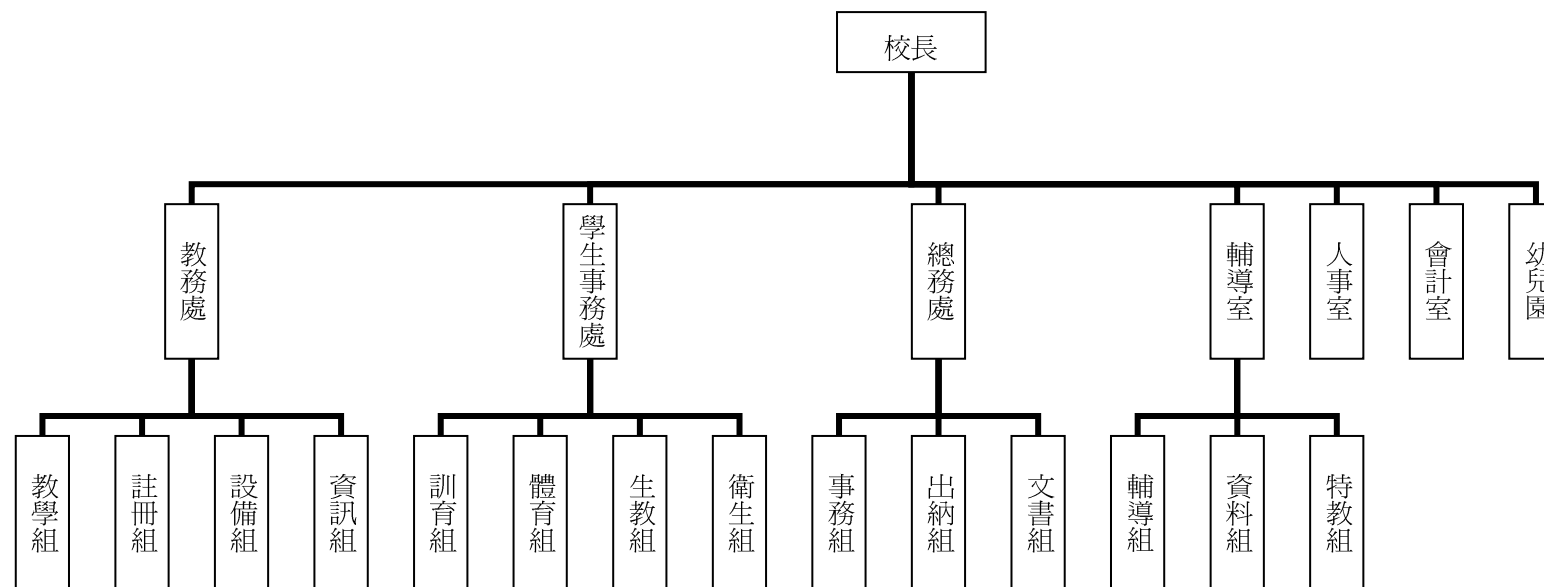 校長
教務處
學生事務處
總務處
輔導室
人事室
會計室
幼兒園
教學組
註冊組
設備組
資訊組
訓育組
體育組
生教組
衛生組
事務組
出納組
文書組
輔導組
資料組
特教組